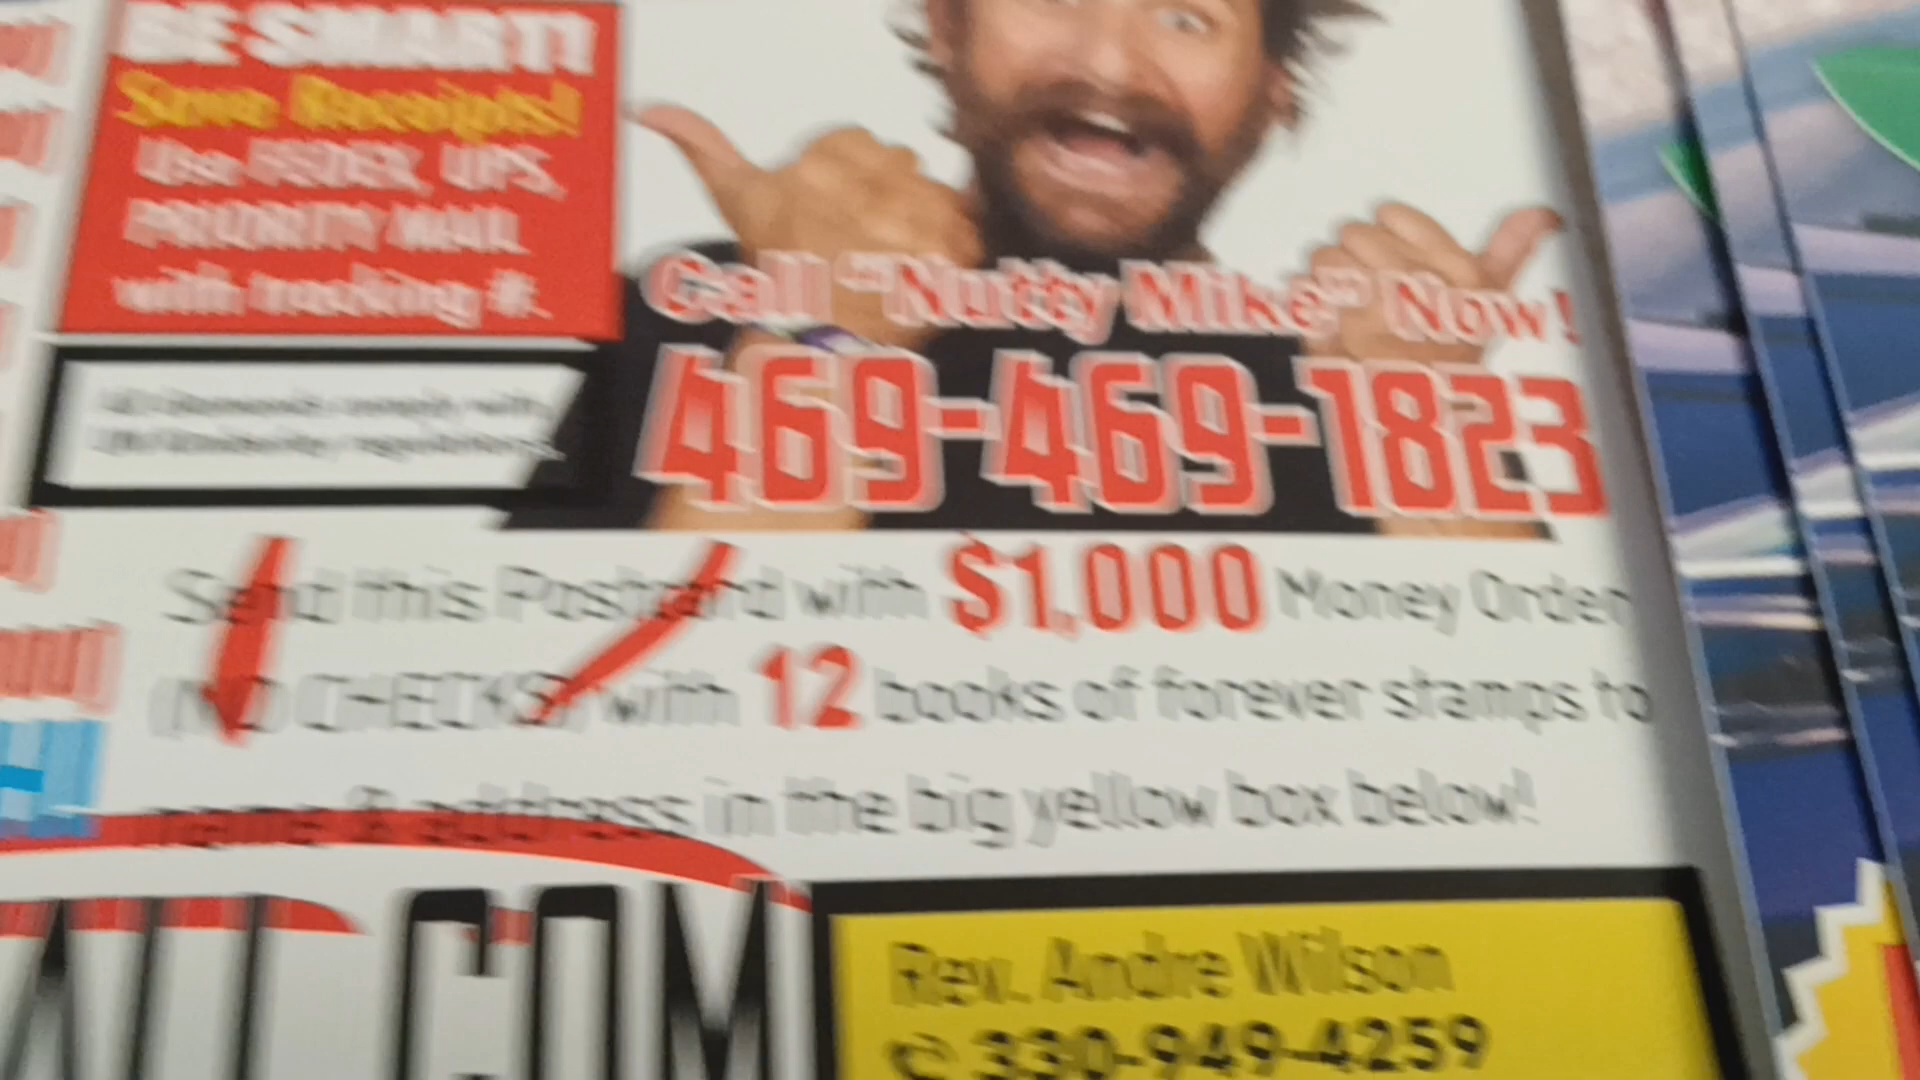 BE SMART!
Save Receipts!
Use FEDEX, UPS,
PRIORITY MAIL
with tracking #.
Call "Nutty Mike" Now!
469-469-1823
Send this Postcard with $1,000 Money Order
(NO CHECKS) with 12 books of forever stamps to
name & address in the big yellow box below!
Rev. Andre Wilson
330-949-4259